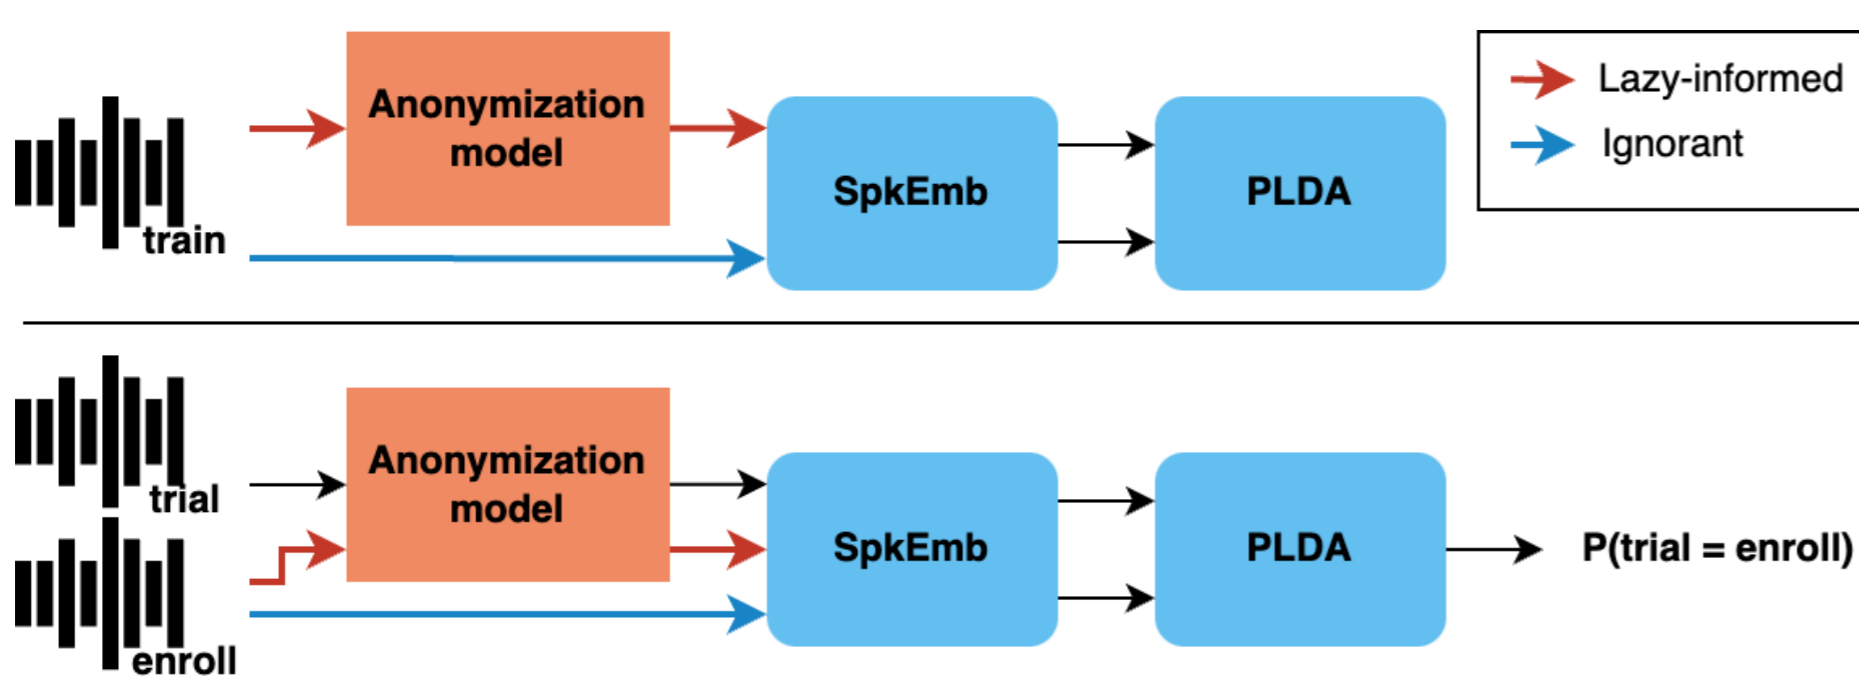 Anonymization
model
train
SpkEmb
PLDA
Lazy-informed
Ignorant
trial
enroll
Anonymization
model
SpkEmb
PLDA
P(trial = enroll)